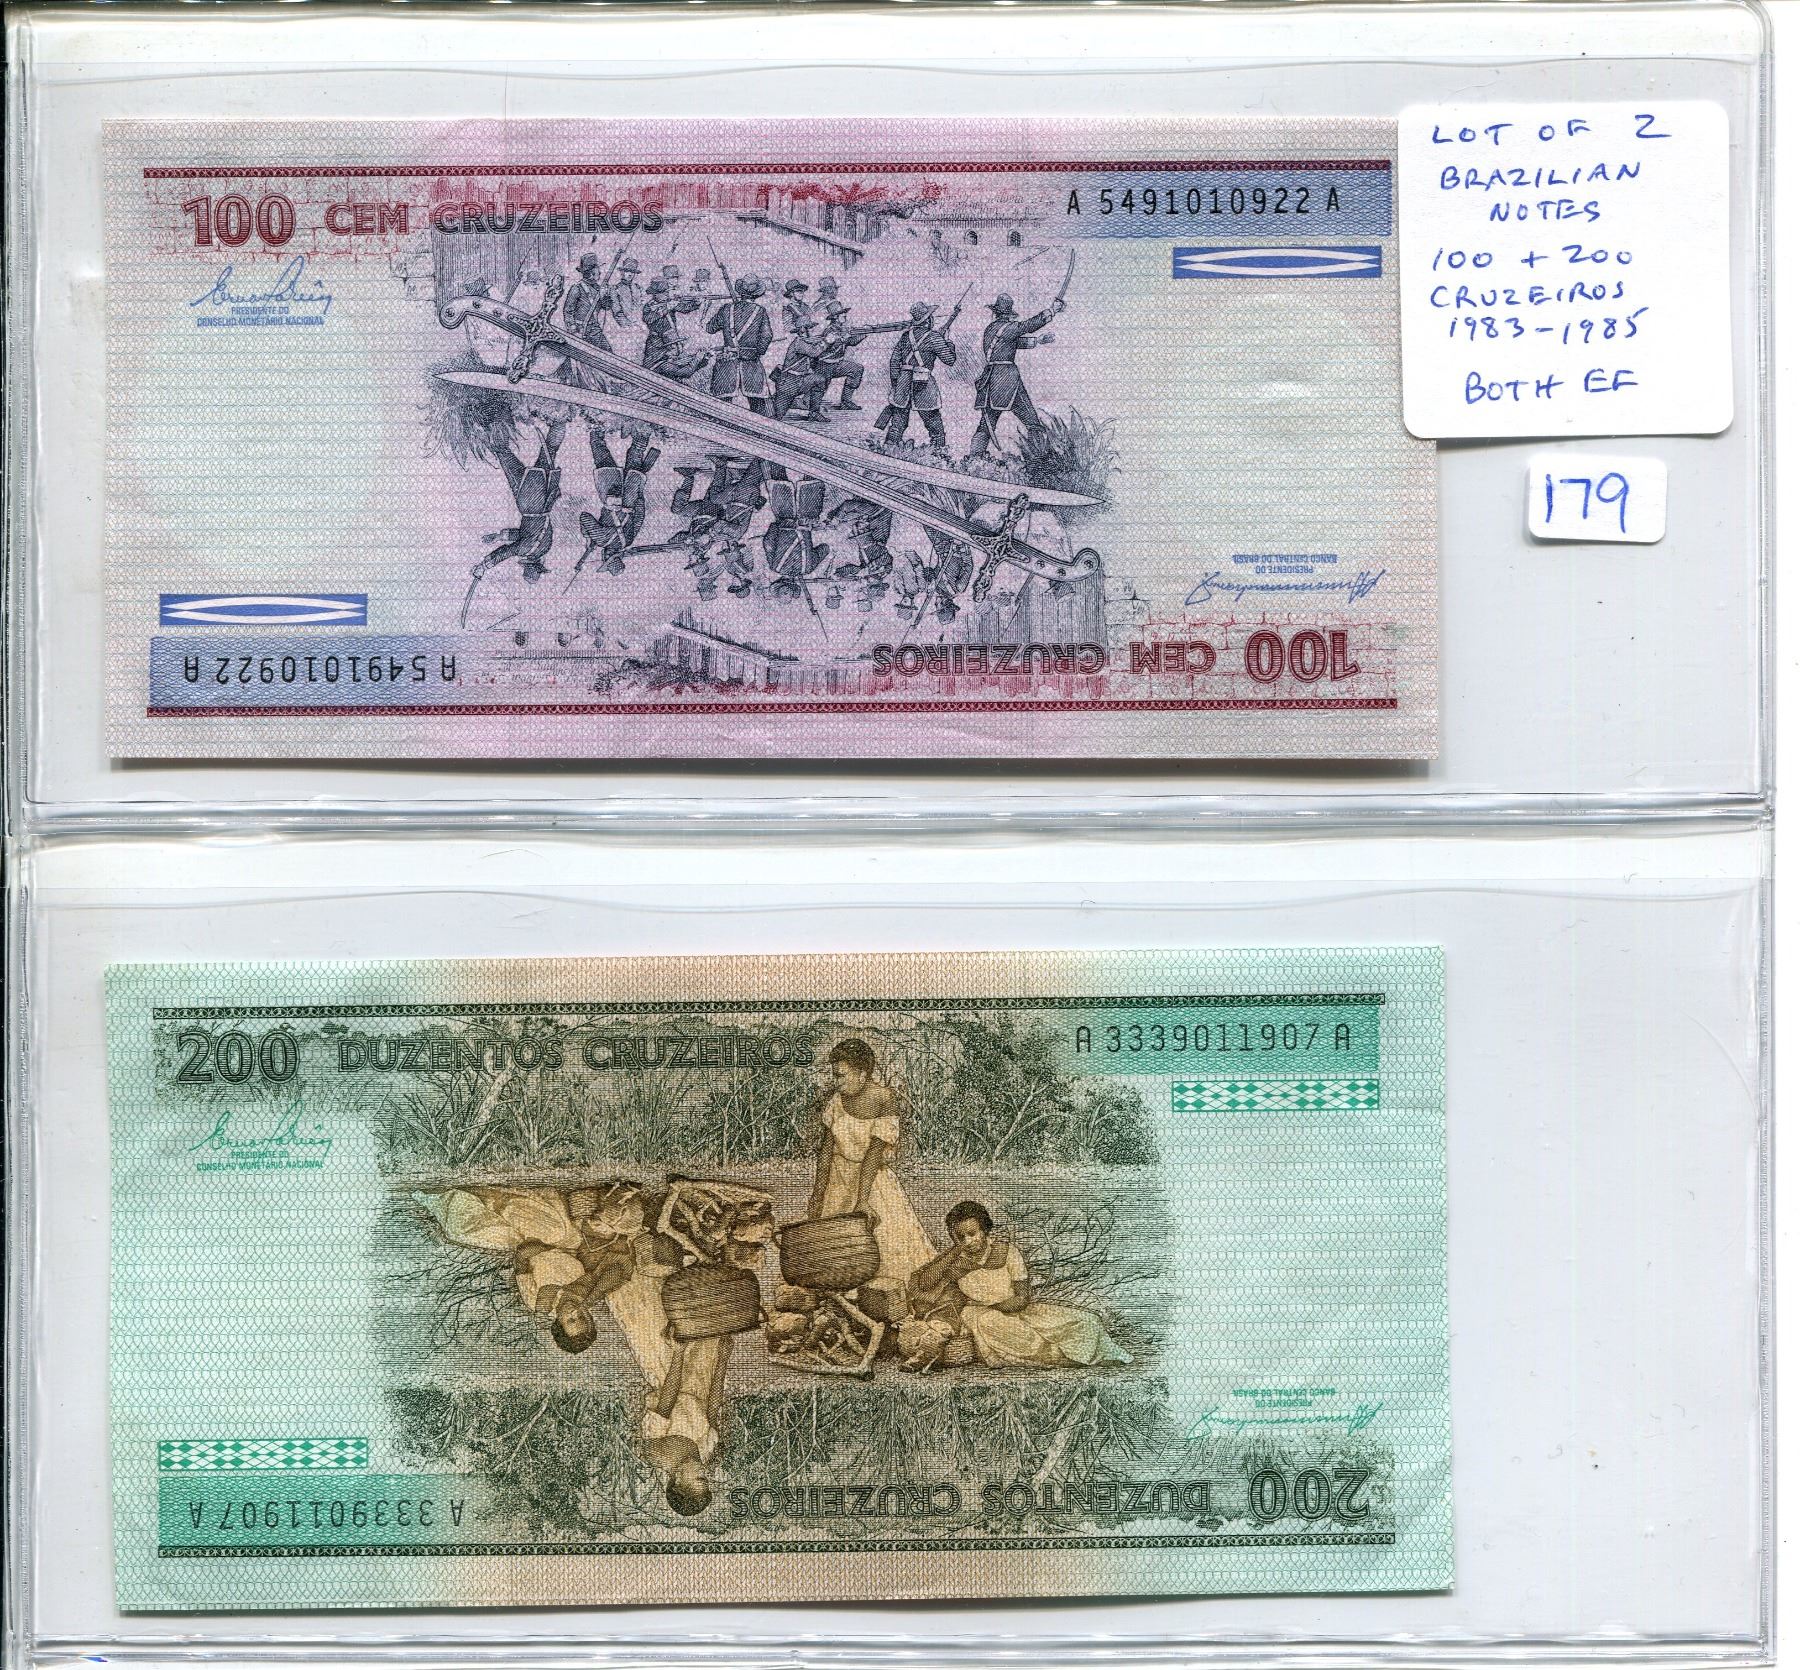 100 CEM CRUZEIROS
A 5491010922 A
PRESIDENTE DO
CONSELHO MONETÁRIO NACIONAL
PRESIDENTE DO
BANCO CENTRAL DO BRASIL
100 CEM CRUZEIROS
A 5491010922 A
LOT OF 2
BRAZILIAN
NOTES
100 + 200
CRUZEIROS
1983-1985
BOTH EF
179
200 DUZENTOS CRUZEIROS
A 3339011907 A
PRESIDENTE DO
CONSELHO MONETÁRIO NACIONAL
PRESIDENTE DO
BANCO CENTRAL DO BRASIL
200 DUZENTOS CRUZEIROS
A 3339011907 A